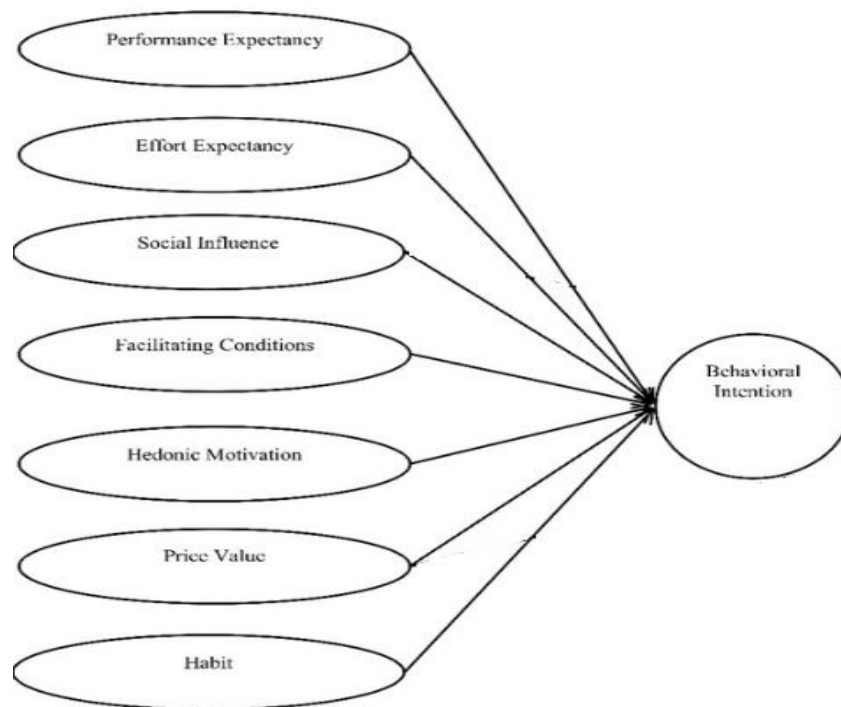 Performance Expectancy
Effort Expectancy
Social Influence
Facilitating Conditions
Hedonic Motivation
Price Value
Habit
Behavioral
Intention